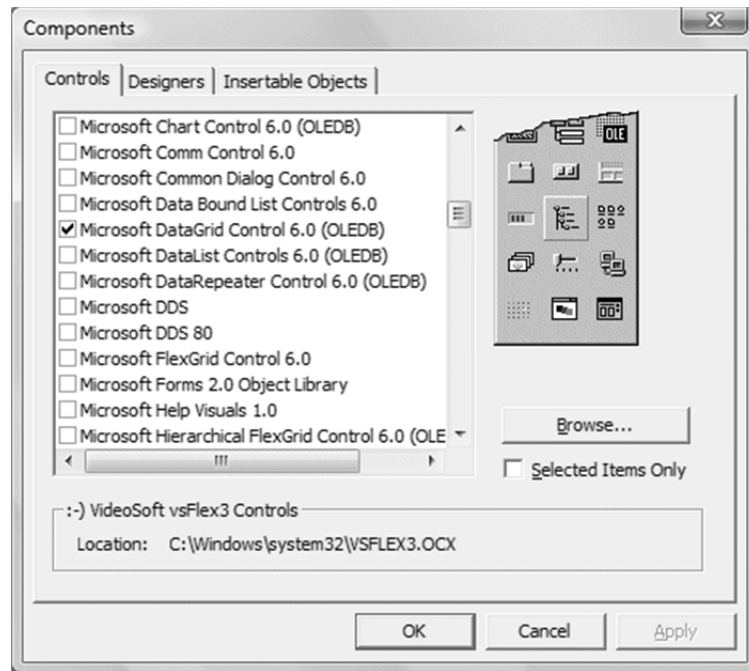 Components
Controls Designers Insertable Objects
Microsoft Chart Control 6.0 (OLEDB)
Microsoft Comm Control 6.0
Microsoft Common Dialog Control 6.0
Microsoft Data Bound List Controls 6.0
Microsoft DataGrid Control 6.0 (OLEDB)
Microsoft DataList Controls 6.0 (OLEDB)
Microsoft DataRepeater Control 6.0 (OLEDB)
Microsoft DDS
Microsoft DDS 80
Microsoft FlexGrid Control 6.0
Microsoft Forms 2.0 Object Library
Microsoft Help Visuals 1.0
Microsoft Hierarchical FlexGrid Control 6.0 (OLE
OLE
Browse...
Selected Items Only
:-) VideoSoft vsFlex3 Controls
Location: C:\Windows\system32\VSFLEX3.OCX
OK Cancel Apply